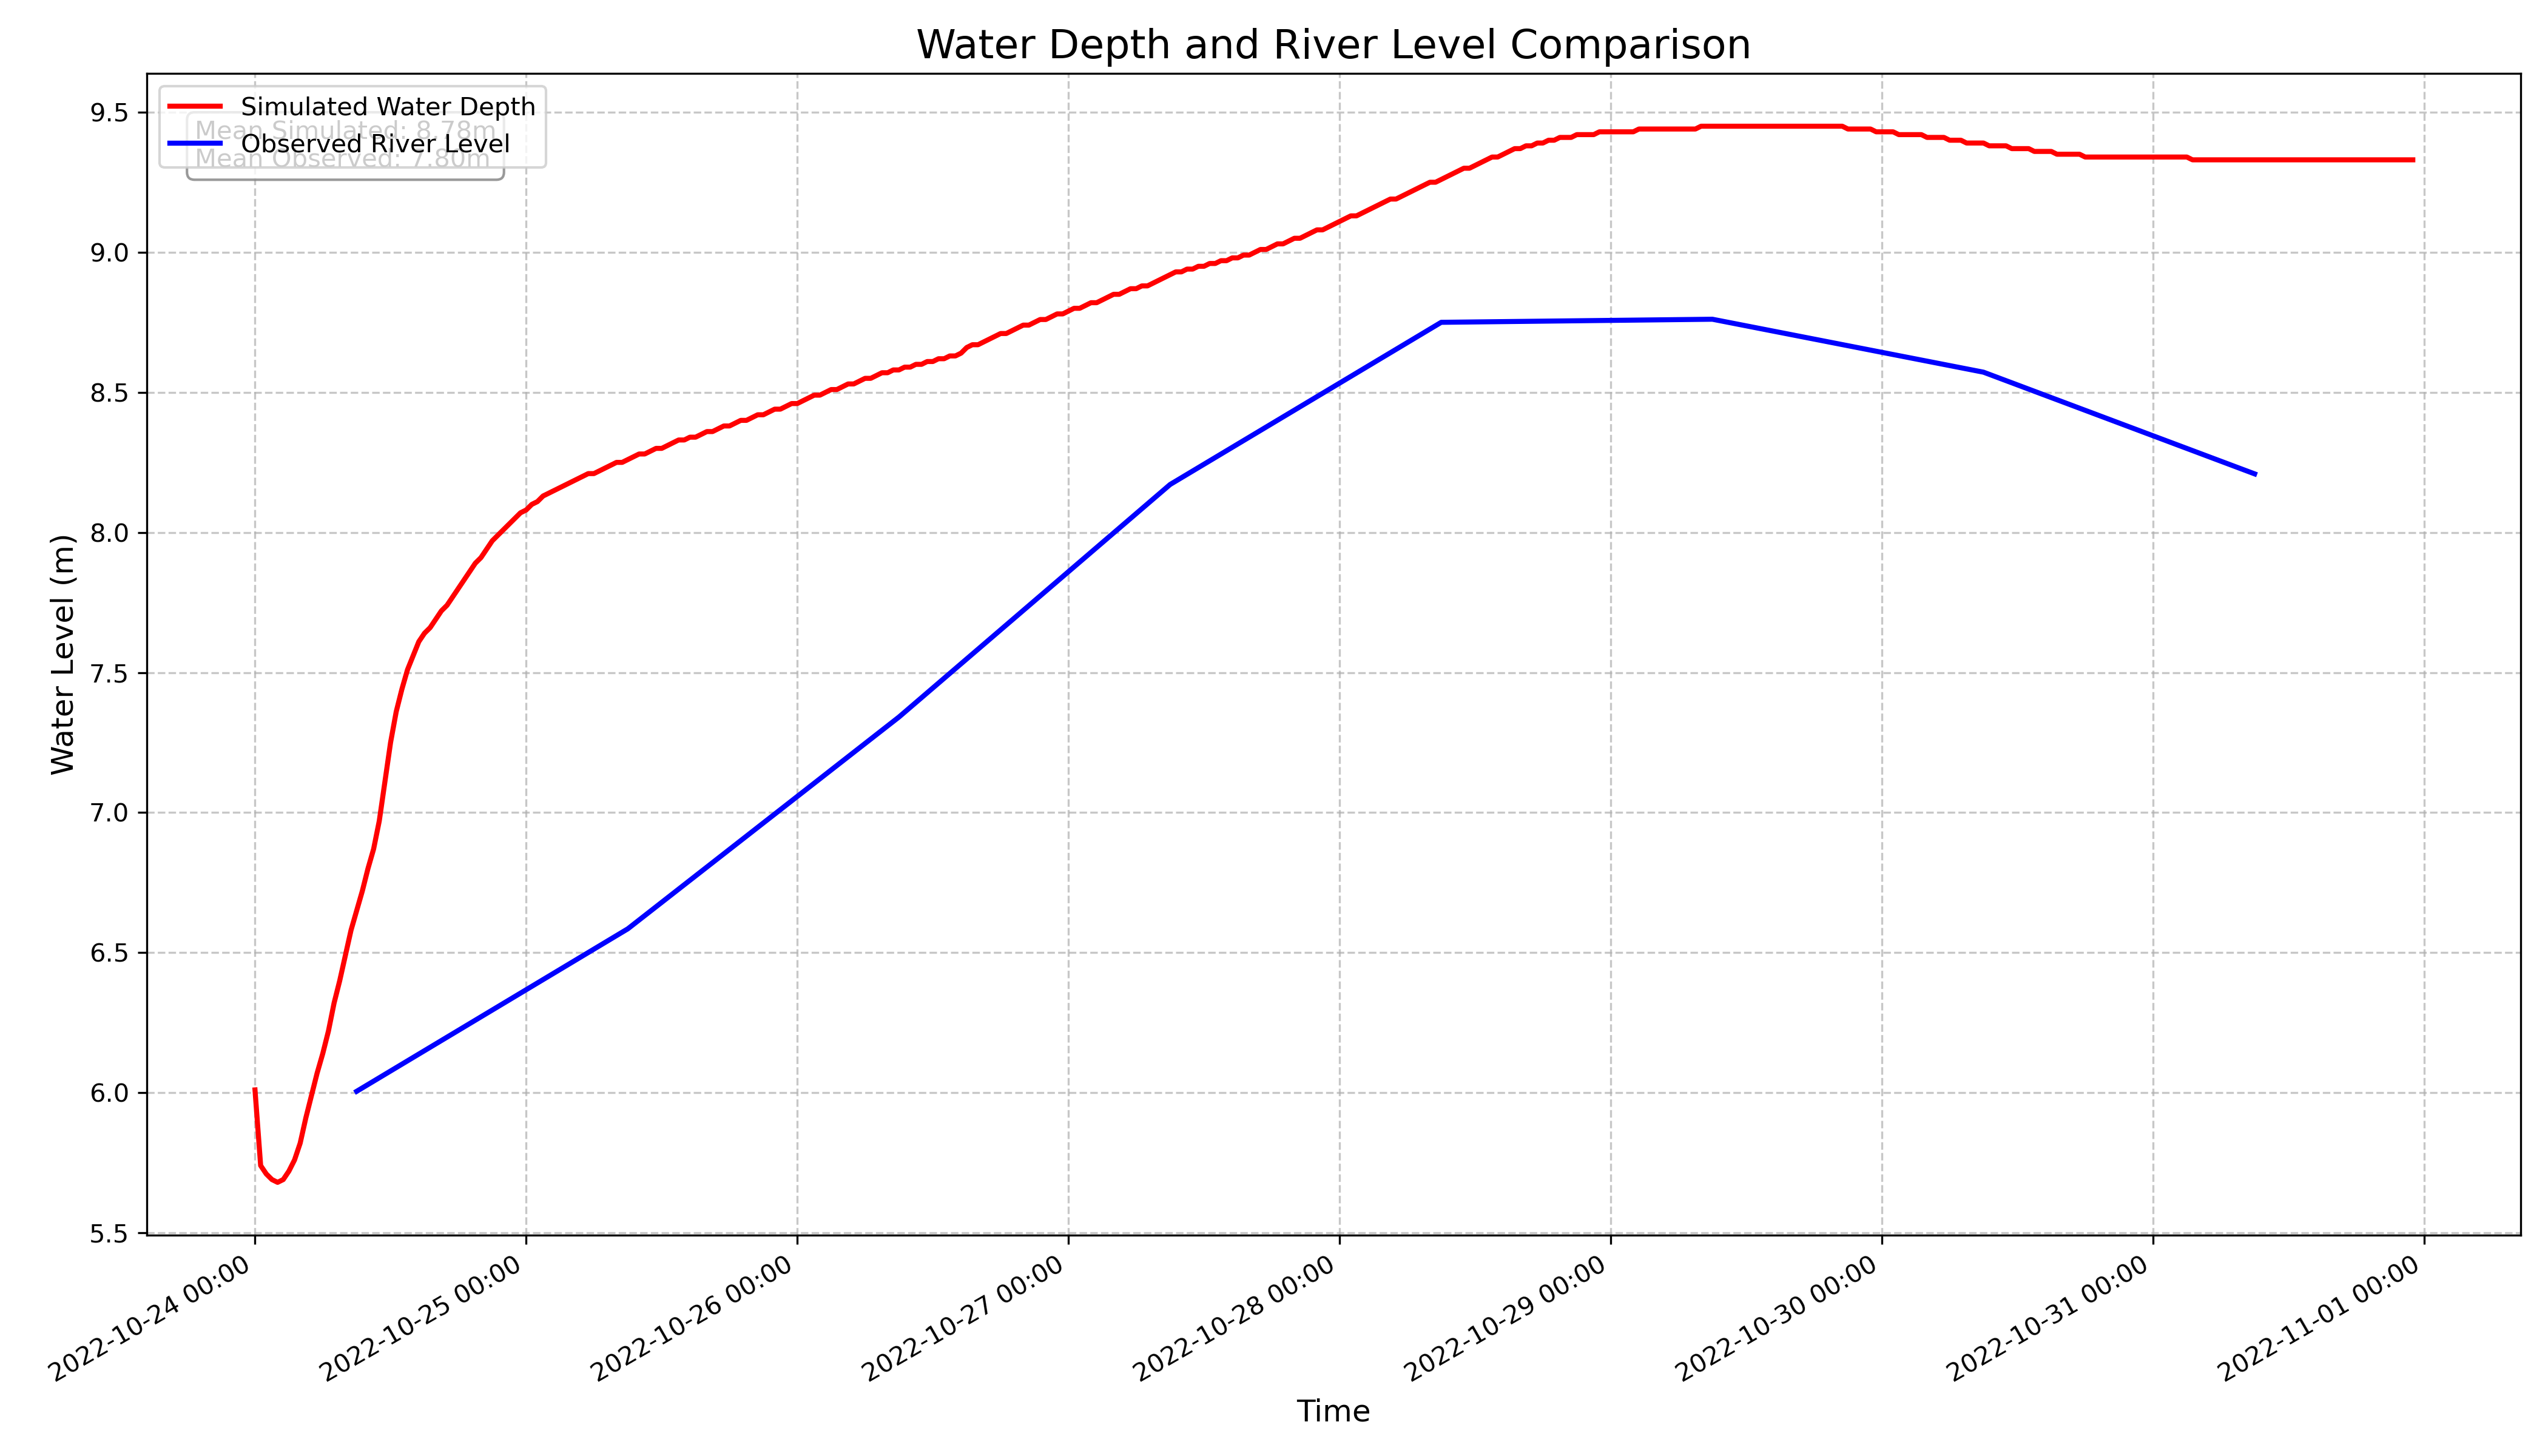 Water Depth and River Level Comparison
Simulated Water Depth
Mean Simulated: 8.78m
Observed River Level
Mean Observed: 7.80m
9.5
9.0
8.5
8.0
7.5
7.0
6.5
6.0
5.5
Water Level (m)
2022-10-24 00:00
2022-10-25 00:00
2022-10-26 00:00
2022-10-27 00:00
2022-10-28 00:00
2022-10-29 00:00
2022-10-30 00:00
2022-10-31 00:00
2022-11-01 00:00
Time